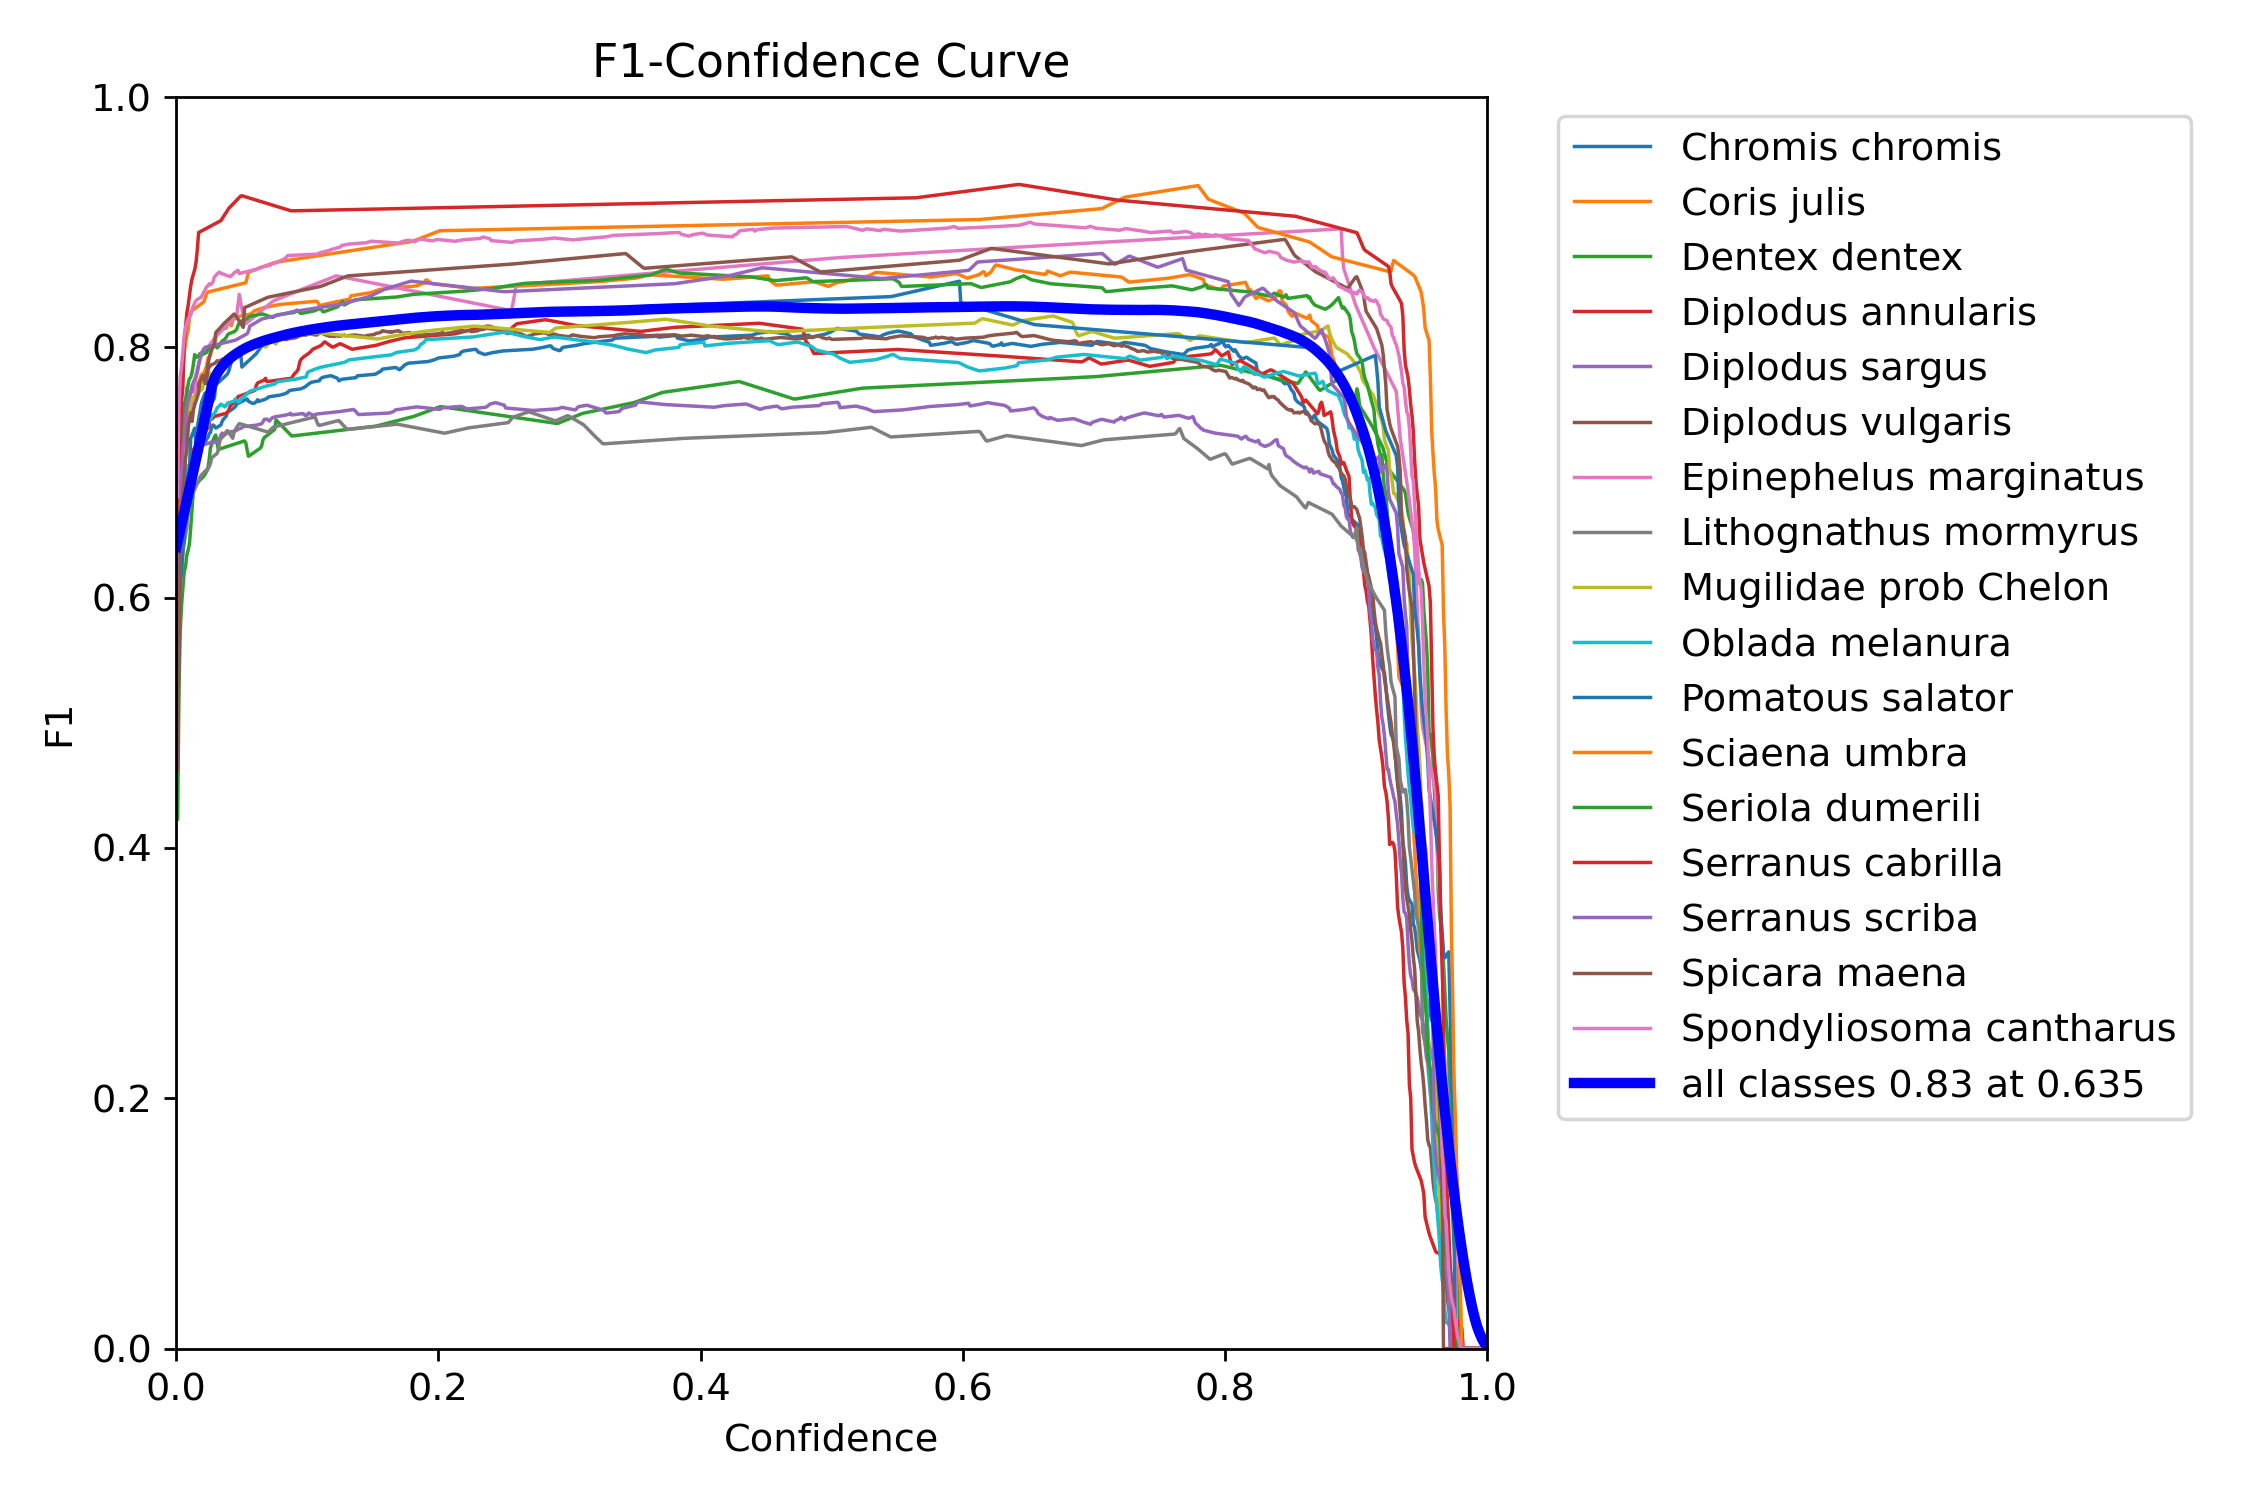 F1-Confidence Curve
1.0
0.8
0.6
0.4
0.2
0.0
F1
0.0 0.2 0.4 0.6 0.8 1.0
Confidence
Chromis chromis
Coris julis
Dentex dentex
Diplodus annularis
Diplodus sargus
Diplodus vulgaris
Epinephelus marginatus
Lithognathus mormyrus
Mugilidae prob Chelon
Oblada melanura
Pomatous salator
Sciaena umbra
Seriola dumerili
Serranus cabrilla
Serranus scriba
Spicara maena
Spondyliosoma cantharus
all classes 0.83 at 0.635